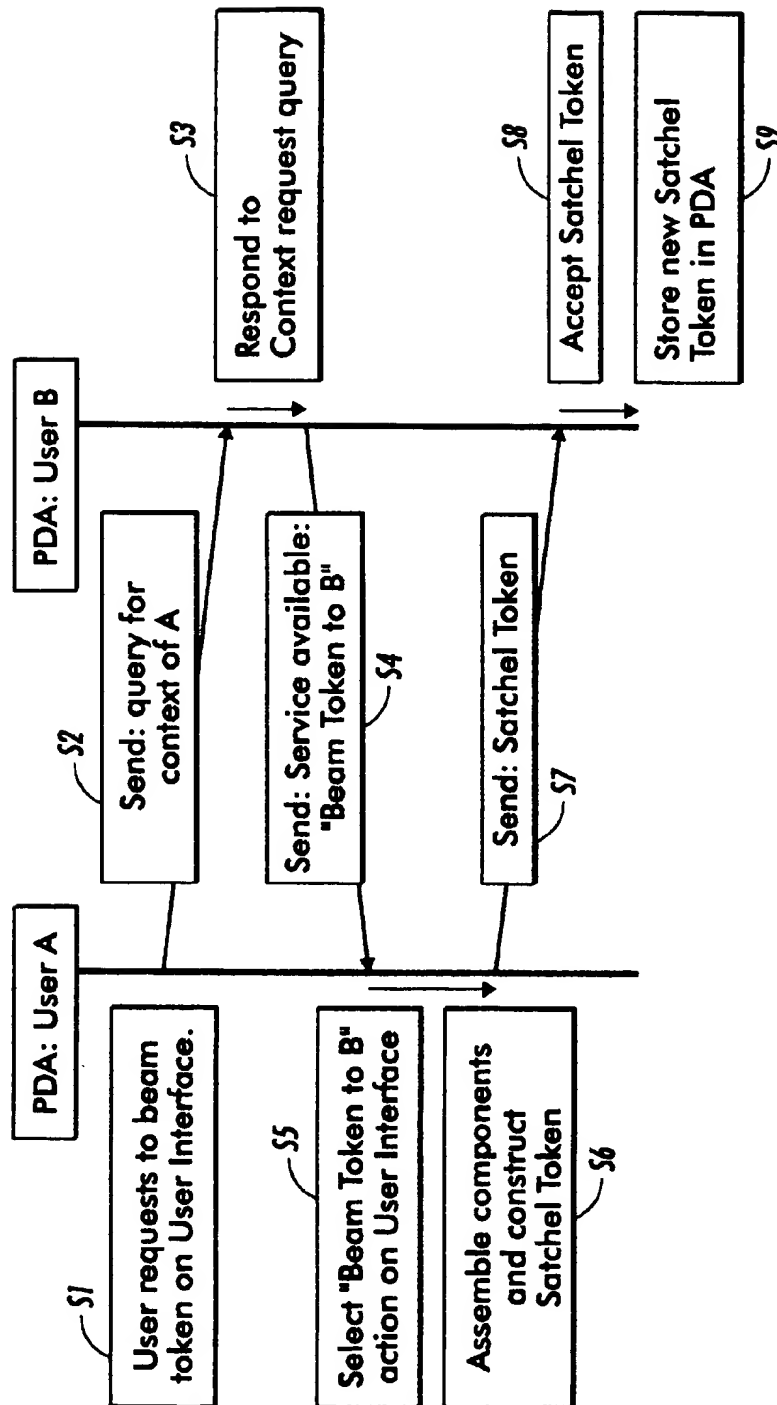 PDA: User A
PDA: User B
S1
User requests to beam
token on User Interface.
S2
Send: query for
context of A
S3
Respond to
Context request query
Send: Service available:
"Beam Token to B"
S4
S5
Select "Beam Token to B"
action on User Interface
Assemble components
and construct
Satchel Token
S6
Send: Satchel Token
S7
S8
Accept Satchel Token
Store new Satchel
Token in PDA
S9